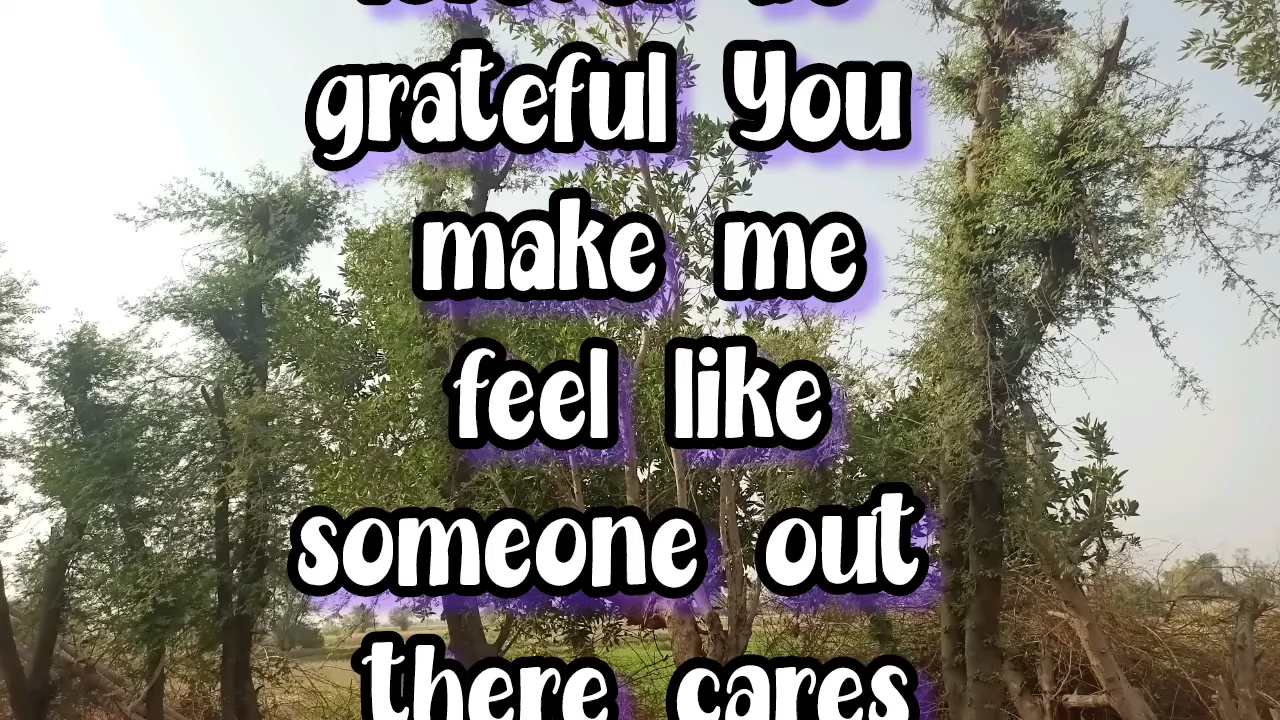 grateful You
make me
feel like
someone out
there cares